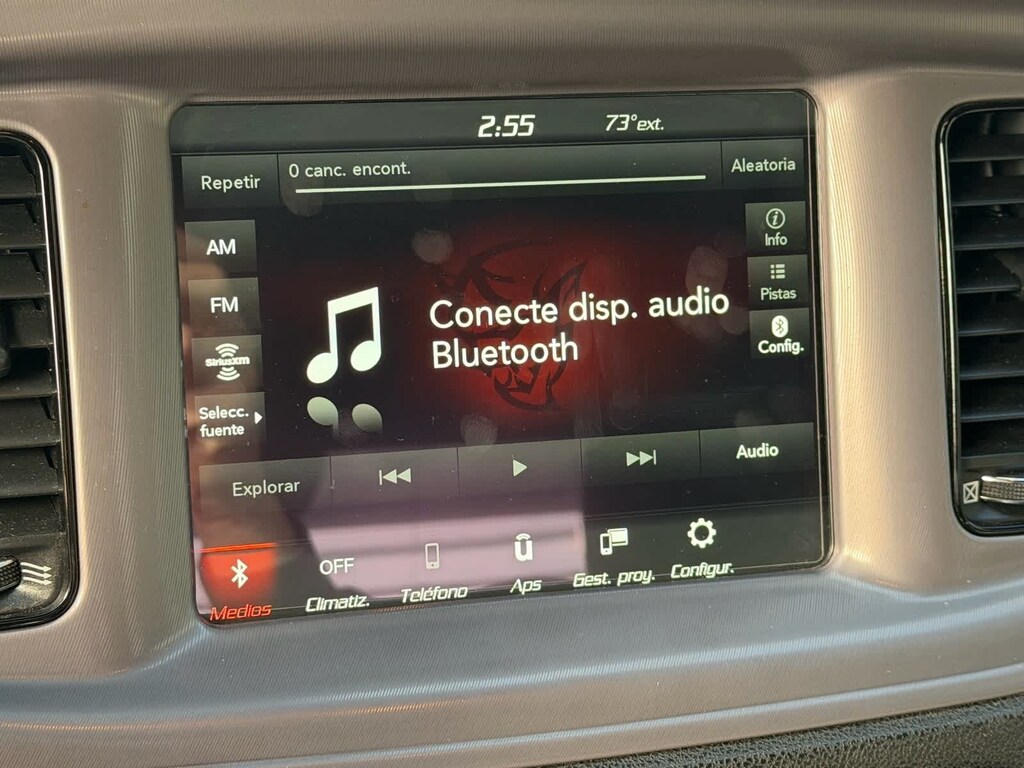 2:55 73°ext.
Repetir 0 canc. encont. Aleatoria
AM
FM
SiriusXM
Selecc.
fuente
Conecte disp. audio
Bluetooth
i
Info
Pistas
Config.
Explorar Audio
OFF
Medios Climatiz. Teléfono Aps Gest. proy. Configur.